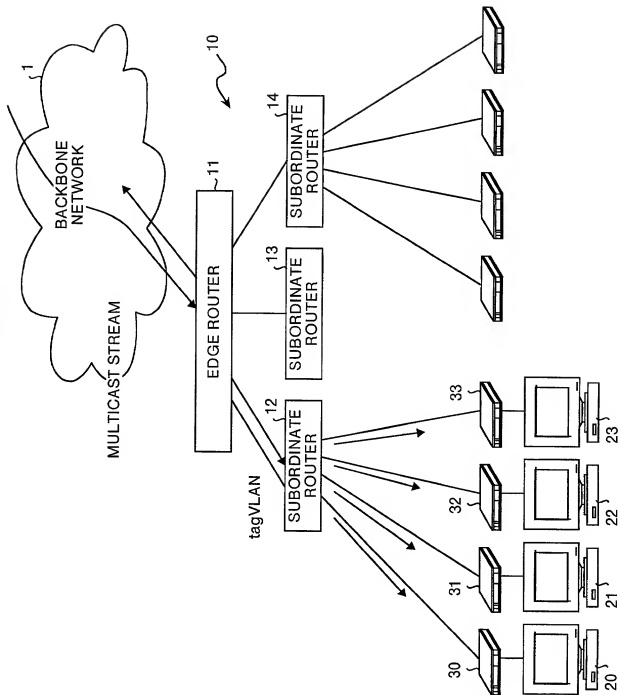 1
BACKBONE
NETWORK
MULTICAST STREAM
10
11
EDGE ROUTER
tagVLAN
12
SUBORDINATE
ROUTER
13
SUBORDINATE
ROUTER
14
SUBORDINATE
ROUTER
30
31
32
33
20
21
22
23